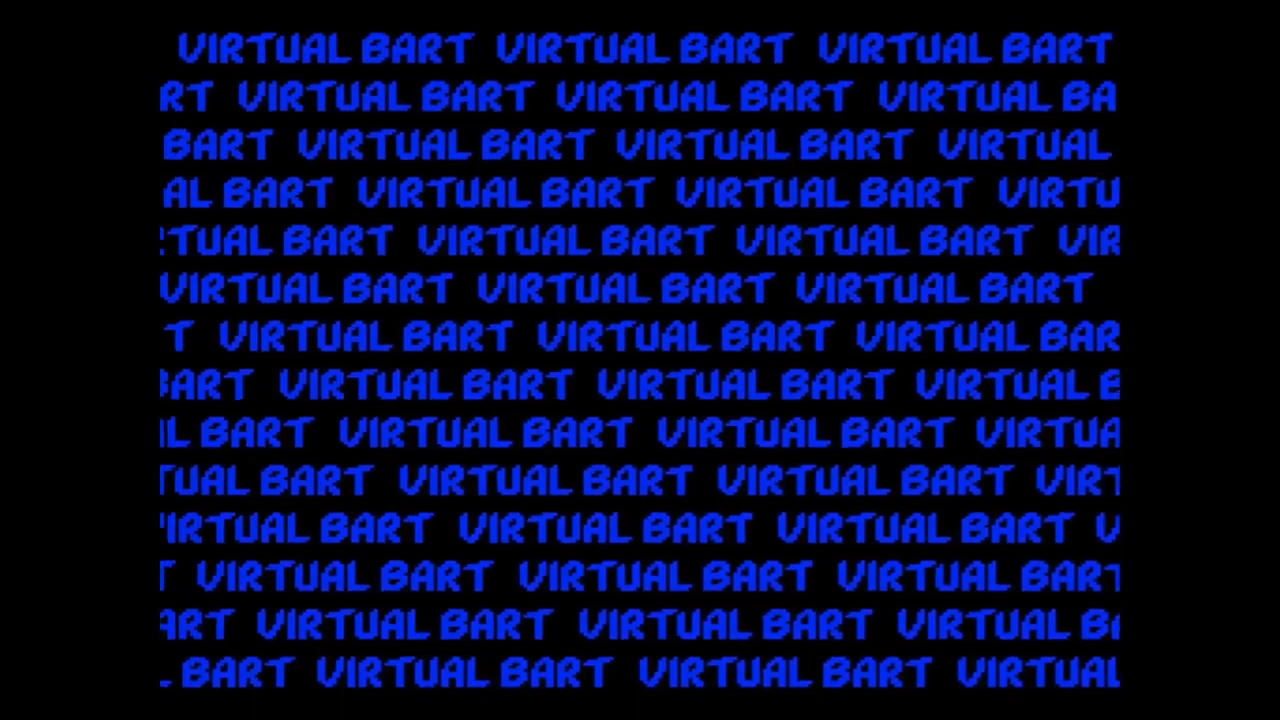 VIRTUAL BART VIRTUAL BART VIRTUAL BART
RT VIRTUAL BART VIRTUAL BART VIRTUAL BA
BART VIRTUAL BART VIRTUAL BART VIRTUAL
AL BART VIRTUAL BART VIRTUAL BART VIRTU
TUAL BART VIRTUAL BART VIRTUAL BART VIR
VIRTUAL BART VIRTUAL BART VIRTUAL BART
T VIRTUAL BART VIRTUAL BART VIRTUAL BAR
BART VIRTUAL BART VIRTUAL BART VIRTUAL B
L BART VIRTUAL BART VIRTUAL BART VIRTUA
TUAL BART VIRTUAL BART VIRTUAL BART VIRT
IRTUAL BART VIRTUAL BART VIRTUAL BART V
T VIRTUAL BART VIRTUAL BART VIRTUAL BART
ART VIRTUAL BART VIRTUAL BART VIRTUAL BA
L BART VIRTUAL BART VIRTUAL BART VIRTUAL